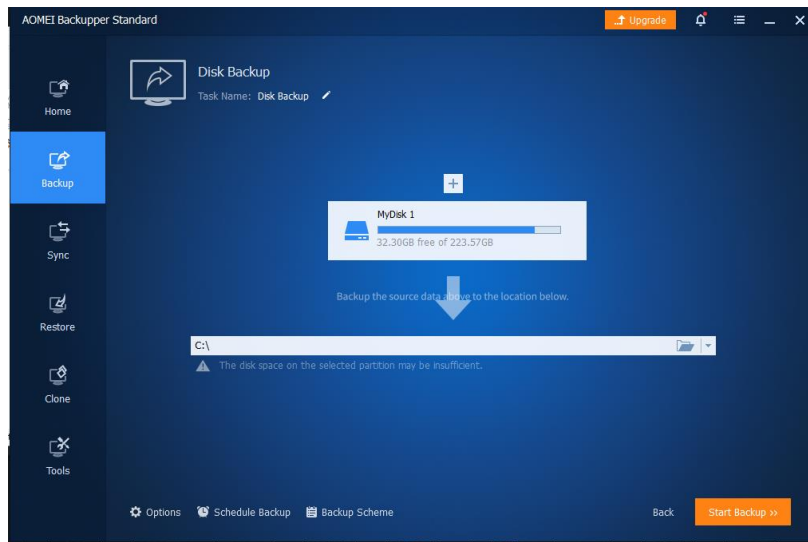 AOMEI Backupper Standard
Upgrade
Disk Backup
Task Name: Disk Backup
Home
Backup
Sync
Restore
Clone
Tools
+
MyDisk 1
32.30GB free of 223.57GB
Backup the source data above to the location below.
C:\
The disk space on the selected partition may be insufficient.
Options
Schedule Backup
Backup Scheme
Back
Start Backup >>